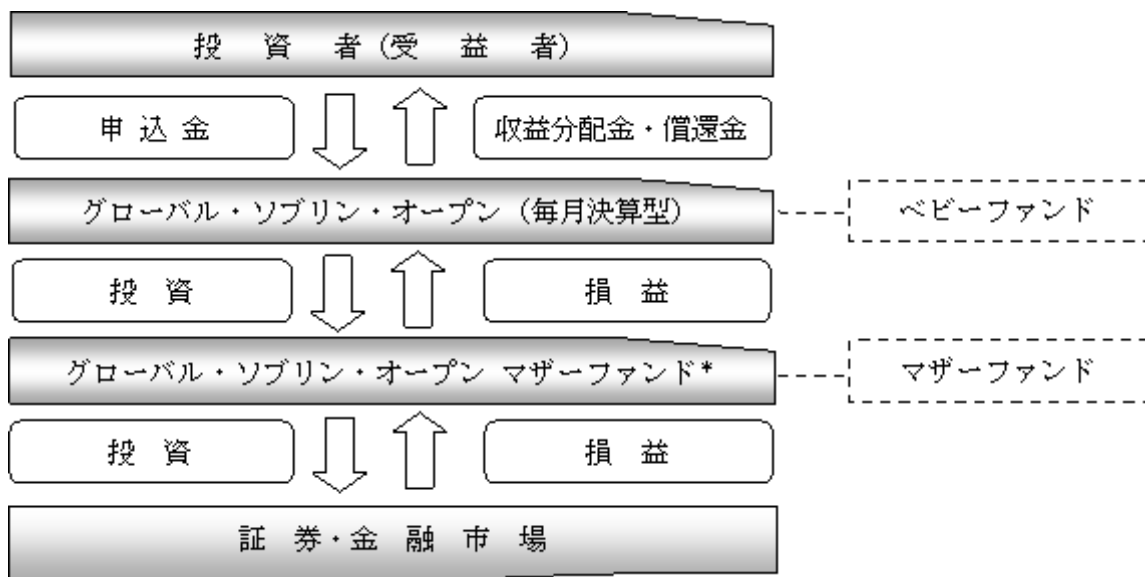 投資者(受益者)
申込金
収益分配金・償還金
グローバル・ソブリン・オープン(毎月決算型)
ベビーファンド
投資
損益
グローバル・ソブリン・オープン マザーファンド*
マザーファンド
投資
損益
証券・金融市場